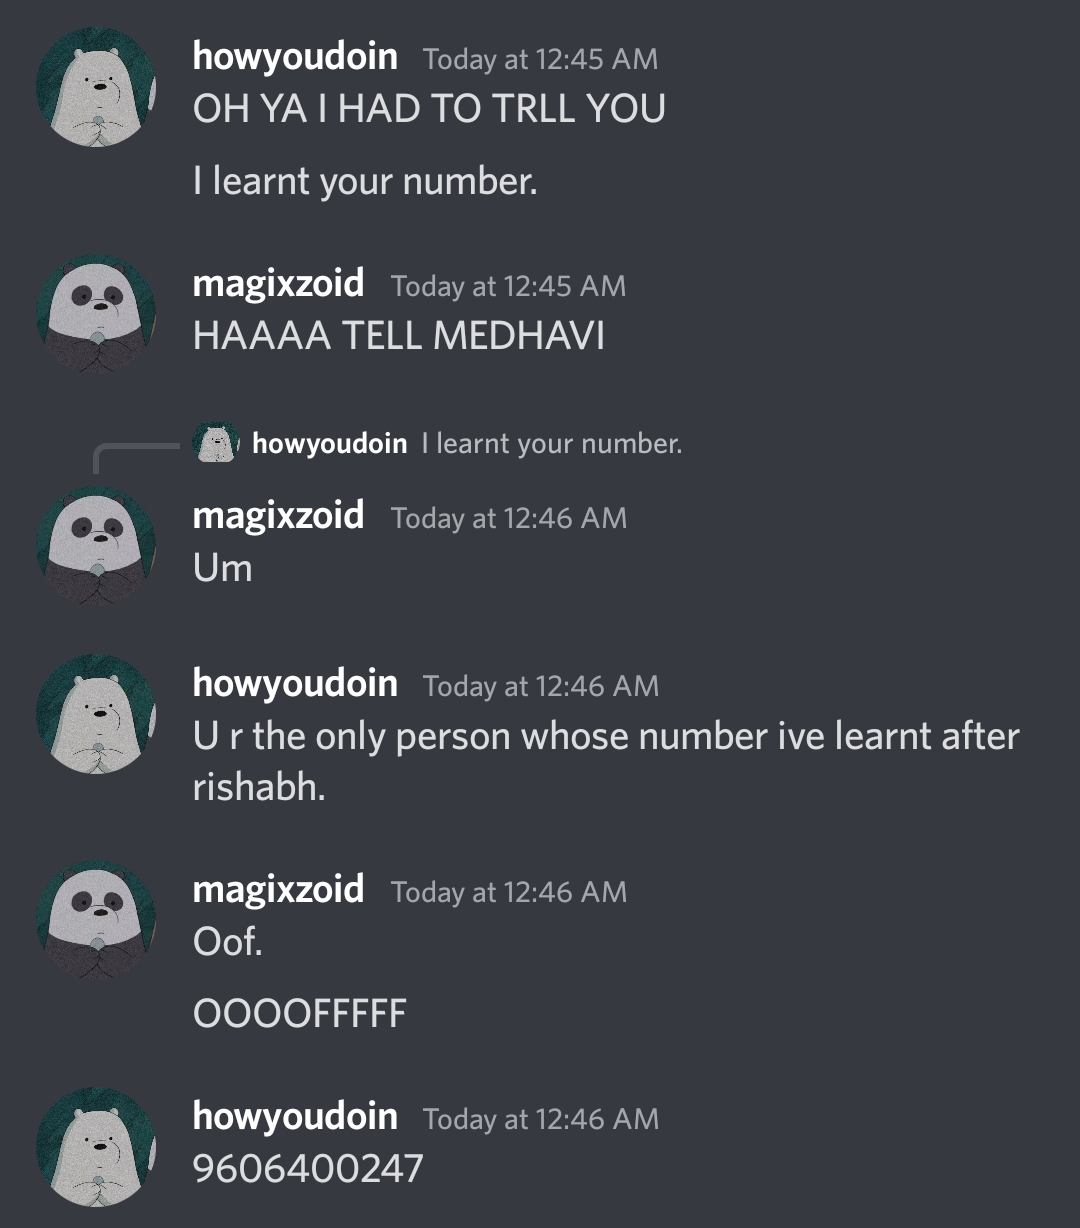 howyoudoin Today at 12:45 AM
OH YA I HAD TO TRLL YOU
I learnt your number.
magixzoid Today at 12:45 AM
HAAAA TELL MEDHAVI
howyoudoin I learnt your number.
magixzoid Today at 12:46 AM
Um
howyoudoin Today at 12:46 AM
U r the only person whose number ive learnt after
rishabh.
magixzoid Today at 12:46 AM
Oof.
OOOOFFFFF
howyoudoin Today at 12:46 AM
9606400247